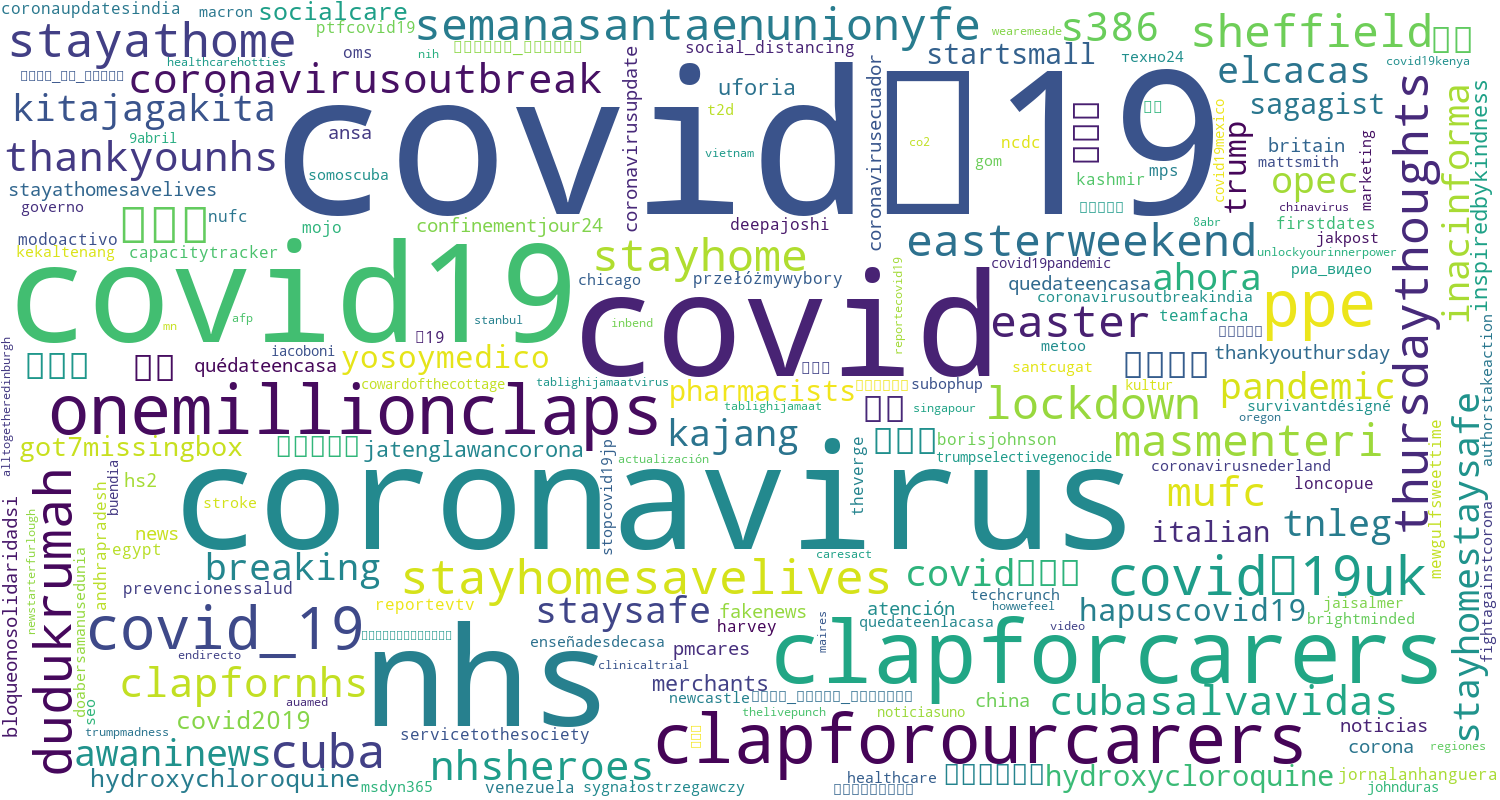 coronaupdatesindia
macron
socialcare
semanasantaenunionyfe
s386
sheffield
wearemeade
stayathome
oms
ptfcovid19
nih
social_distancing
startsmall
техно24
covid19kenya
healthcarehotties
coronavirusoutbreak
coronavirusupdate
uforia
coronavirusecuador
elcacas
thursdaythoughts
inacinforma
inspiredbykindness
kitajagakita
covid19
t2d
ncdc
co2
sagagist
9abril
ansa
trump
covid19mexico
britain
marketing
thankyounhs
vietnam
gom
mps
mattsmith
stayathomesavelives
somoscuba
kashmir
opec
governo
nufc
mojo
deepajoshi
chinavirus
8abr
firstdates
modoactivo
confinementjour24
easterweekend
jakpost
kekaltenang
capacitytracker
stayhome
unlockyourinnerpower
covid19
chicago
przełóżmywybory
covid
covid19pandemic
ahora
риа_видео
quedateencasa
coronavirusoutbreakindia
ppe
mn
afp
stanbul
inbend
reportecovid19
easter
teamfacha
19
iacoboni
metoo
thankyouthursday
alltogetheredinburgh
quédateencasa
yosoymedico
santcugat
cowardofthecottage
tablighijamaatvirus
pharmacists
subophup
kultur
pandemic
onemillionclaps
tablighijamaat
singapour
lockdown
survivantdésigné
authorstakeaction
oregon
got7missingbox
jatenglawancorona
kajang
borisjohnson
masmenteri
stayhomestaysafe
trumpselectivegenocide
actualización
theverge
stopcovid19jp
coronavirusnederland
dudukrumah
buendia
hs2
coronavirus
loncopue
mufc
newgulfsweettime
andhrapradesh
stroke
italian
tnleg
bloqueonosolidaridadsi
newstarterfurlough
news
egypt
caresact
breaking
stayhomesavelives
techcrunch
covid
covid19uk
fightagainstcorona
prevencionessalud
reportevtv
staysafe
fakenews
atención
howwefeel
hapuscovid19
jaisalmer
brightminded
covid_19
harvey
maires
quedateenlacasa
video
doabersamanusedunia
endirecto
nhs
enseñadesdecasa
pmcares
clapforcarers
clinicaltrial
clapfornhs
merchants
auamed
newcastle
china
cubasalvavidas
seo
covid2019
thelivepunch
noticiasuno
noticias
trumpmadness
servicetothesociety
clapforourcarers
awaninews
cuba
corona
regiones
hydroxychloroquine
nhsheroes
healthcare
hydroxycloroquine
jornalanhanguera
msdyn365
venezuela
sygnałostrzegawczy
johnduras